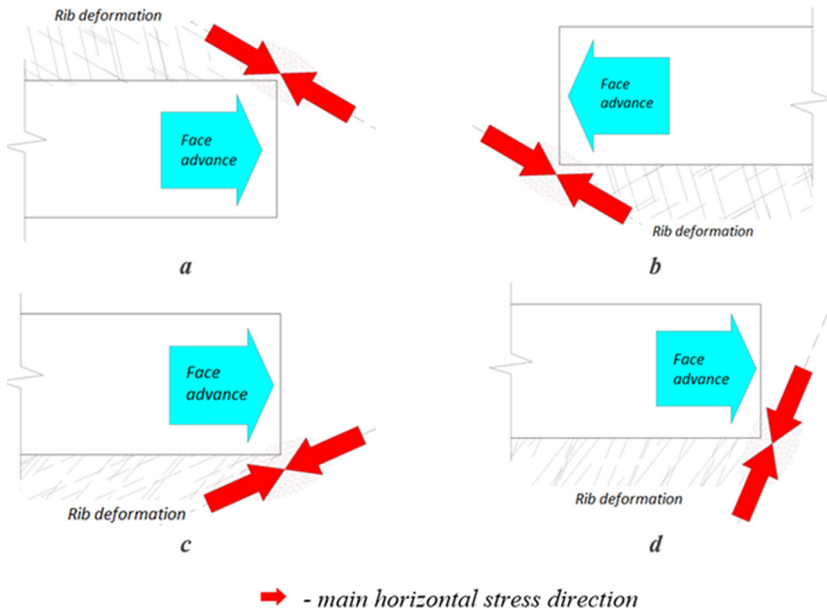 Rib deformation
Face
advance
a
Face
advance
Rib deformation
b
Face
advance
Rib deformation
c
Face
advance
Rib deformation
d
- main horizontal stress direction